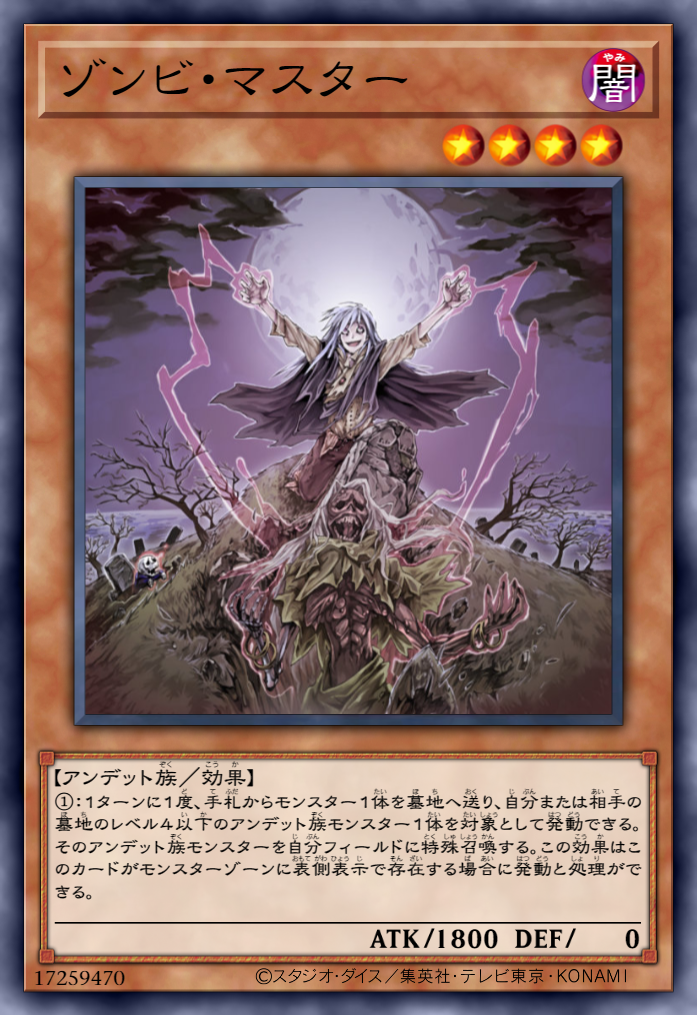 ゾンビ・マスター
闇
【アンデット族／効果】
①：1ターンに1度、手札からモンスター1体を墓地へ送り、自分または相手の
墓地のレベル4以下のアンデット族モンスター1体を対象として発動できる。
そのアンデット族モンスターを自分フィールドに特殊召喚する。この効果はこ
のカードがモンスターゾーンに表側表示で存在する場合に発動と処理ができ
きる。
ATK/1800 DEF/ 0
17259470 ©スタジオ・ダイス／集英社・テレビ東京・KONAMI